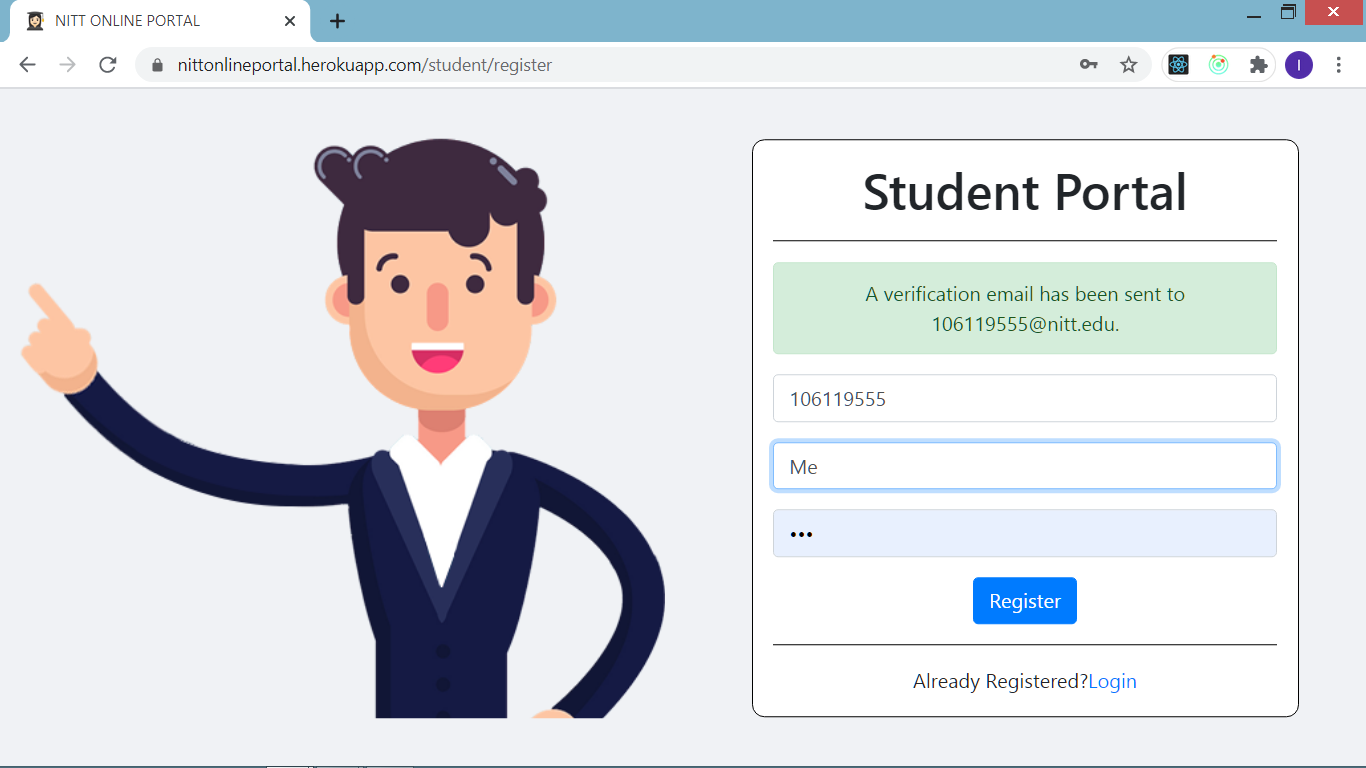 NITT ONLINE PORTAL
nittonlineportal.herokuapp.com/student/register
I
Student Portal
A verification email has been sent to
106119555@nitt.edu.
106119555
Me
•••
Register
Already Registered?Login